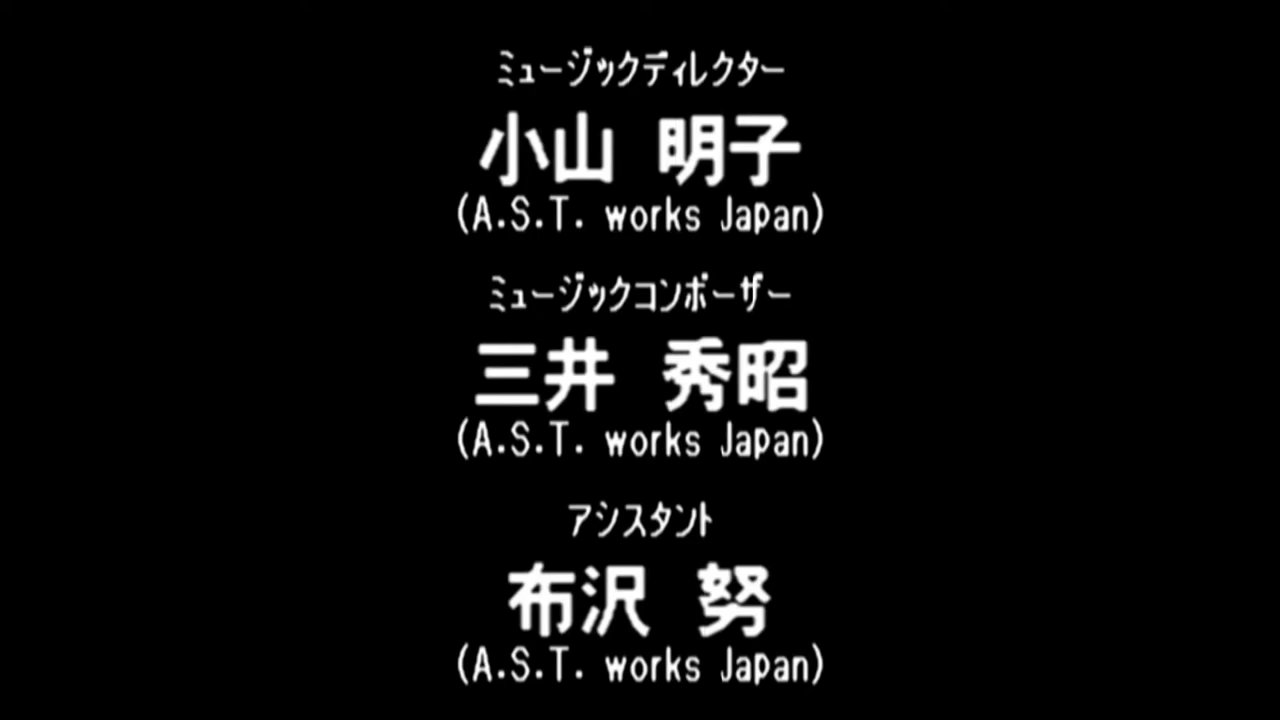 ミュージックディレクター
小山 明子
(A.S.T. works Japan)
ミュージックコンポーザー
三井 秀昭
(A.S.T. works Japan)
アシスタント
布沢 努
(A.S.T. works Japan)